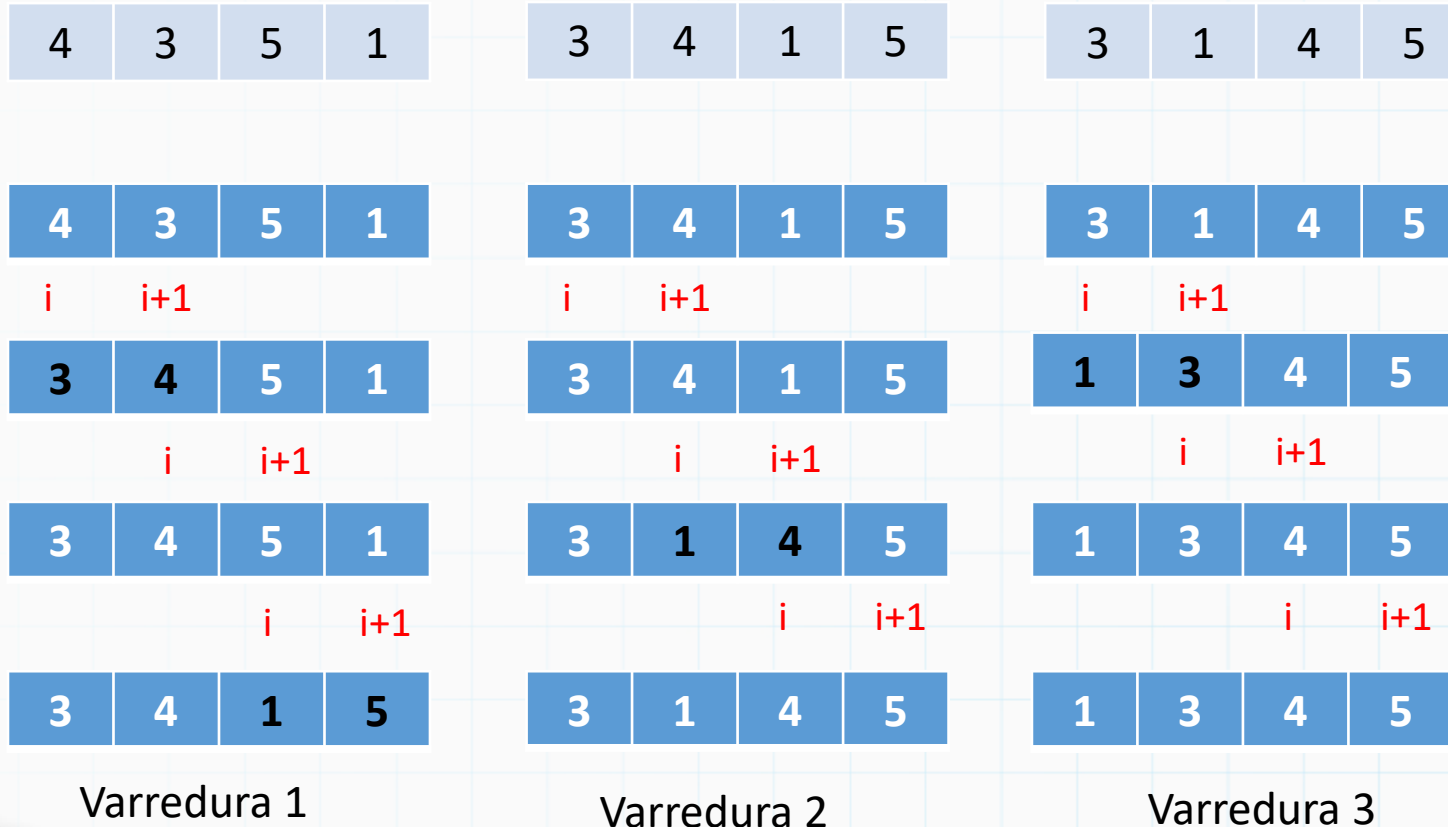 4 3 5 1
4 3 5 1
i i+1
3 4 5 1
i i+1
3 4 5 1
i i+1
3 4 1 5
Varredura 1
3 4 1 5
3 4 1 5
i i+1
3 4 1 5
i i+1
3 1 4 5
i i+1
3 1 4 5
Varredura 2
3 1 4 5
3 1 4 5
i i+1
1 3 4 5
i i+1
1 3 4 5
i i+1
1 3 4 5
Varredura 3